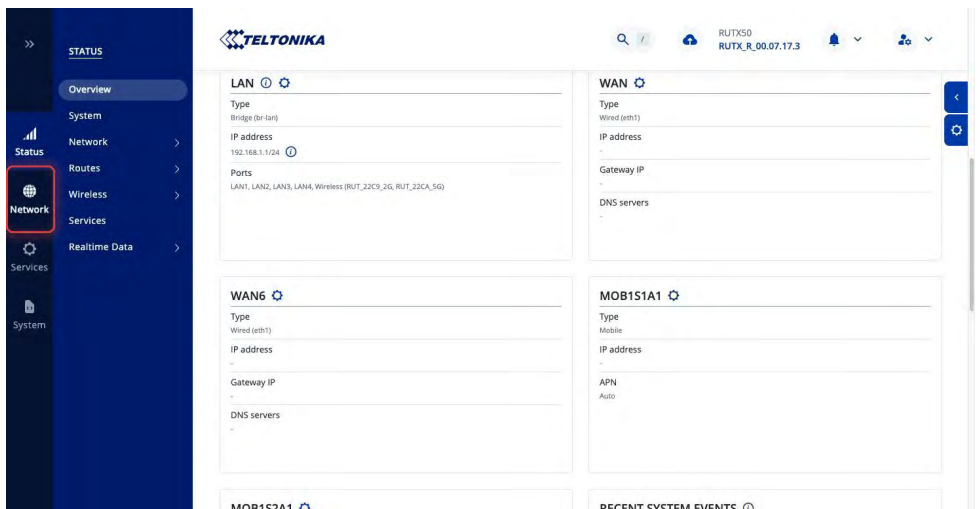 STATUS
Overview
System
Network
Routes
Wireless
Services
Realtime Data
Status
Network
Services
System
TELTONIKA
/
RUTX50
RUTX_R_00.07.17.3
LAN
Type
Bridge (br-lan)
IP address
192.168.1.1/24
Ports
LAN1, LAN2, LAN3, LAN4, Wireless (RUT_22C9_2G, RUT_22CA_5G)
WAN
Type
Wired (eth1)
IP address
-
Gateway IP
-
DNS servers
-
WAN6
Type
Wired (eth1)
IP address
-
Gateway IP
-
DNS servers
-
MOB1S1A1
Type
Mobile
IP address
-
APN
Auto
MOB1S2A1
RECENT SYSTEM EVENTS